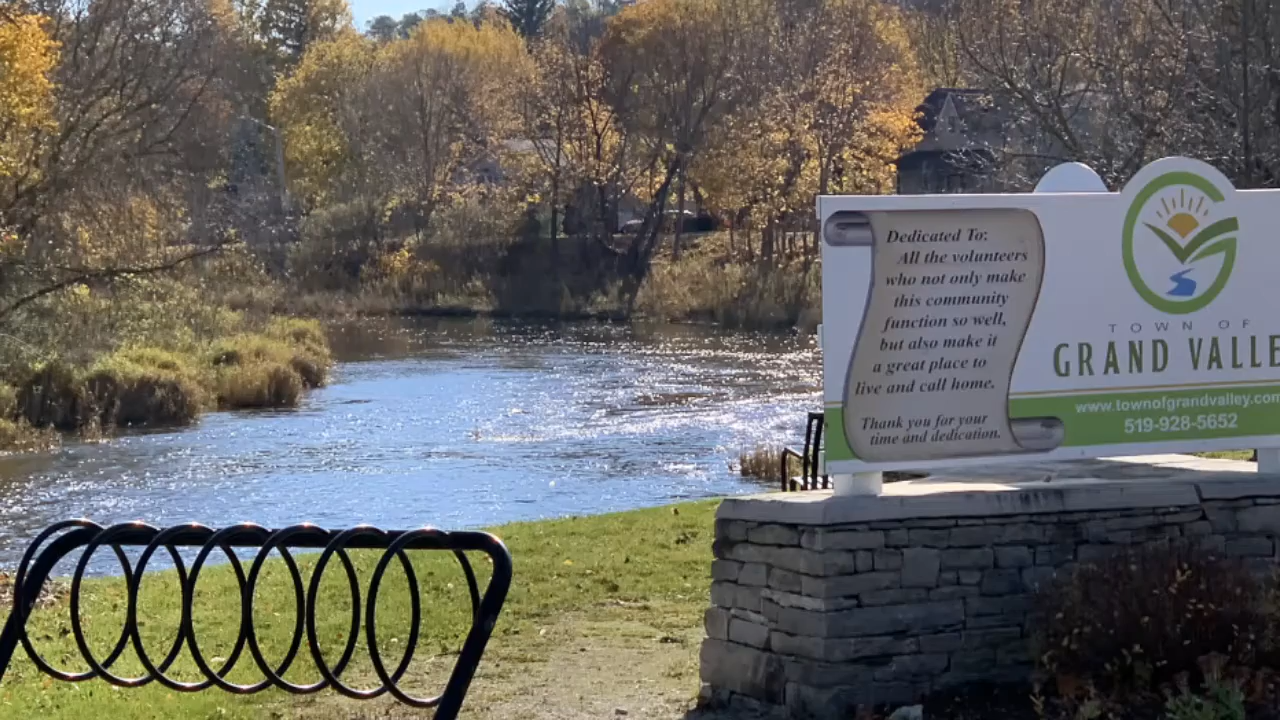 Dedicated To:
All the volunteers
who not only make
this community
function so well,
but also make it
a great place to
live and call home.
Thank you for your
time and dedication.
TOWN OF
GRAND VALLE
www.townofgrandvalley.com
519-928-5652